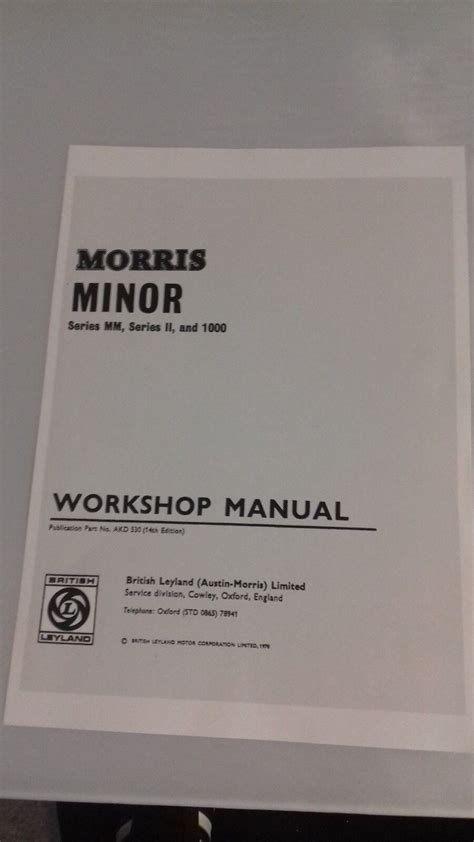 MORRIS
MINOR
Series MM, Series II, and 1000
WORKSHOP MANUAL
Publication Part No. AKD 530 (14th Edition)
BRITISH
L
LEYLAND
British Leyland (Austin-Morris) Limited
Service division, Cowley, Oxford, England
Telephone: Oxford (STD 0865) 78941
© BRITISH LEYLAND MOTOR CORPORATION LIMITED, 1970